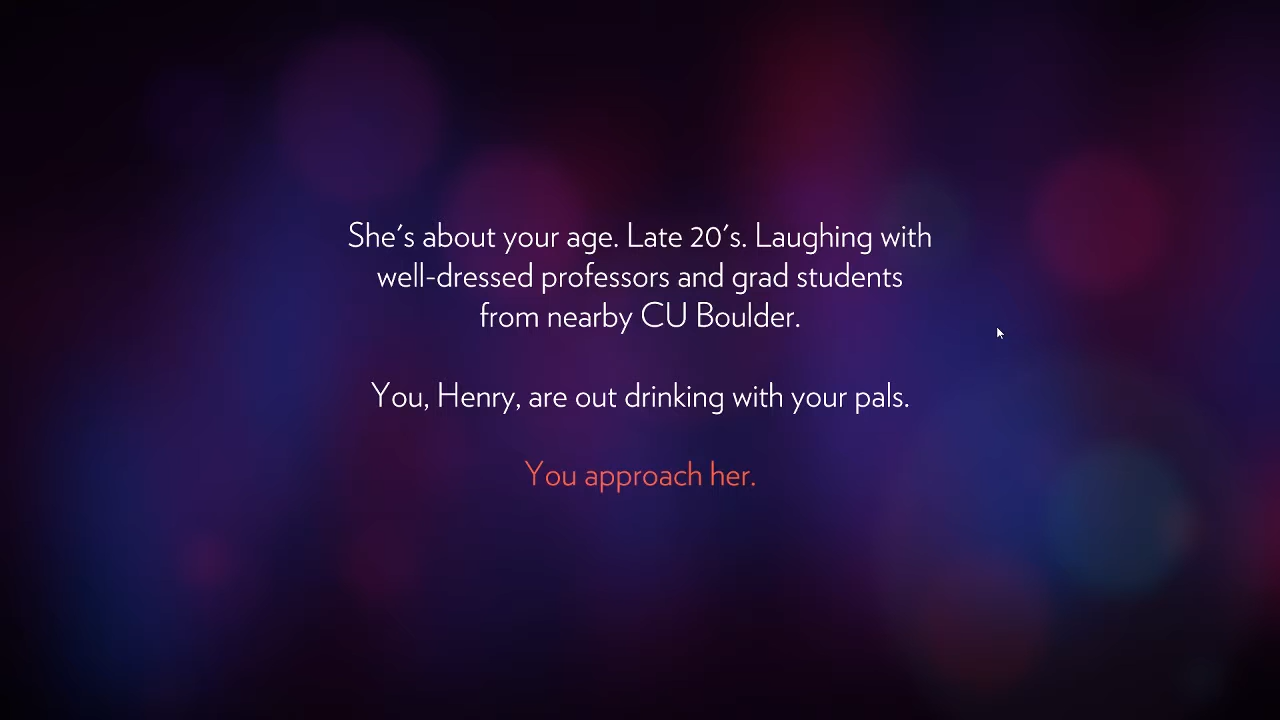 She's about your age. Late 20's. Laughing with
well-dressed professors and grad students
from nearby CU Boulder.
You, Henry, are out drinking with your pals.
You approach her.